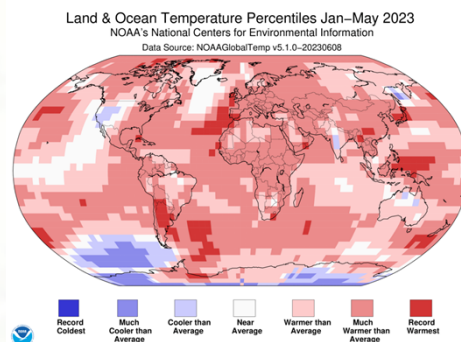 Land & Ocean Temperature Percentiles Jan–May 2023
NOAA's National Centers for Environmental Information
Data Source: NOAAGlobalTemp v5.1.0–20230608
Record Coldest
Much Cooler than Average
Cooler than Average
Near Average
Warmer than Average
Much Warmer than Average
Record Warmest